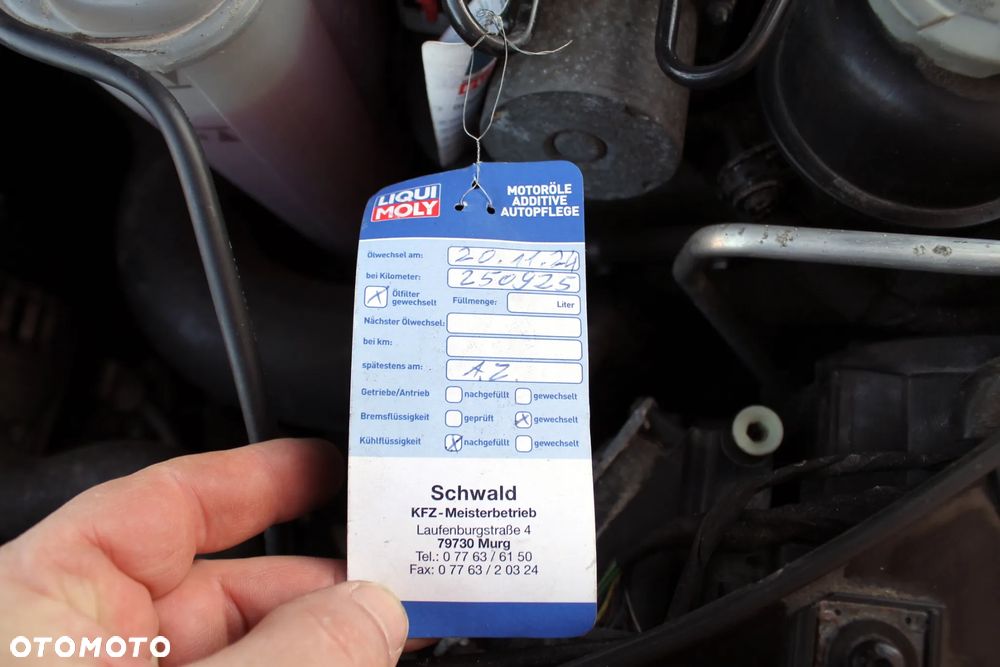 LIQUI
MOLY
MOTORÖLE
ADDITIVE
AUTOPFLEGE
Ölwechsel am: 20.11.24
bei Kilometer: 250925
Ölfilter
gewechselt
Füllmenge: Liter
Nächster Ölwechsel:
bei km:
spätestens am: A.Z.
Getriebe/Antrieb nachgefüllt gewechselt
Bremsflüssigkeit geprüft gewechselt
Kühlflüssigkeit nachgefüllt gewechselt
Schwald
KFZ-Meisterbetrieb
Laufenburgstraße 4
79730 Murg
Tel.: 0 77 63 / 61 50
Fax: 0 77 63 / 2 03 24
OTOMOTO